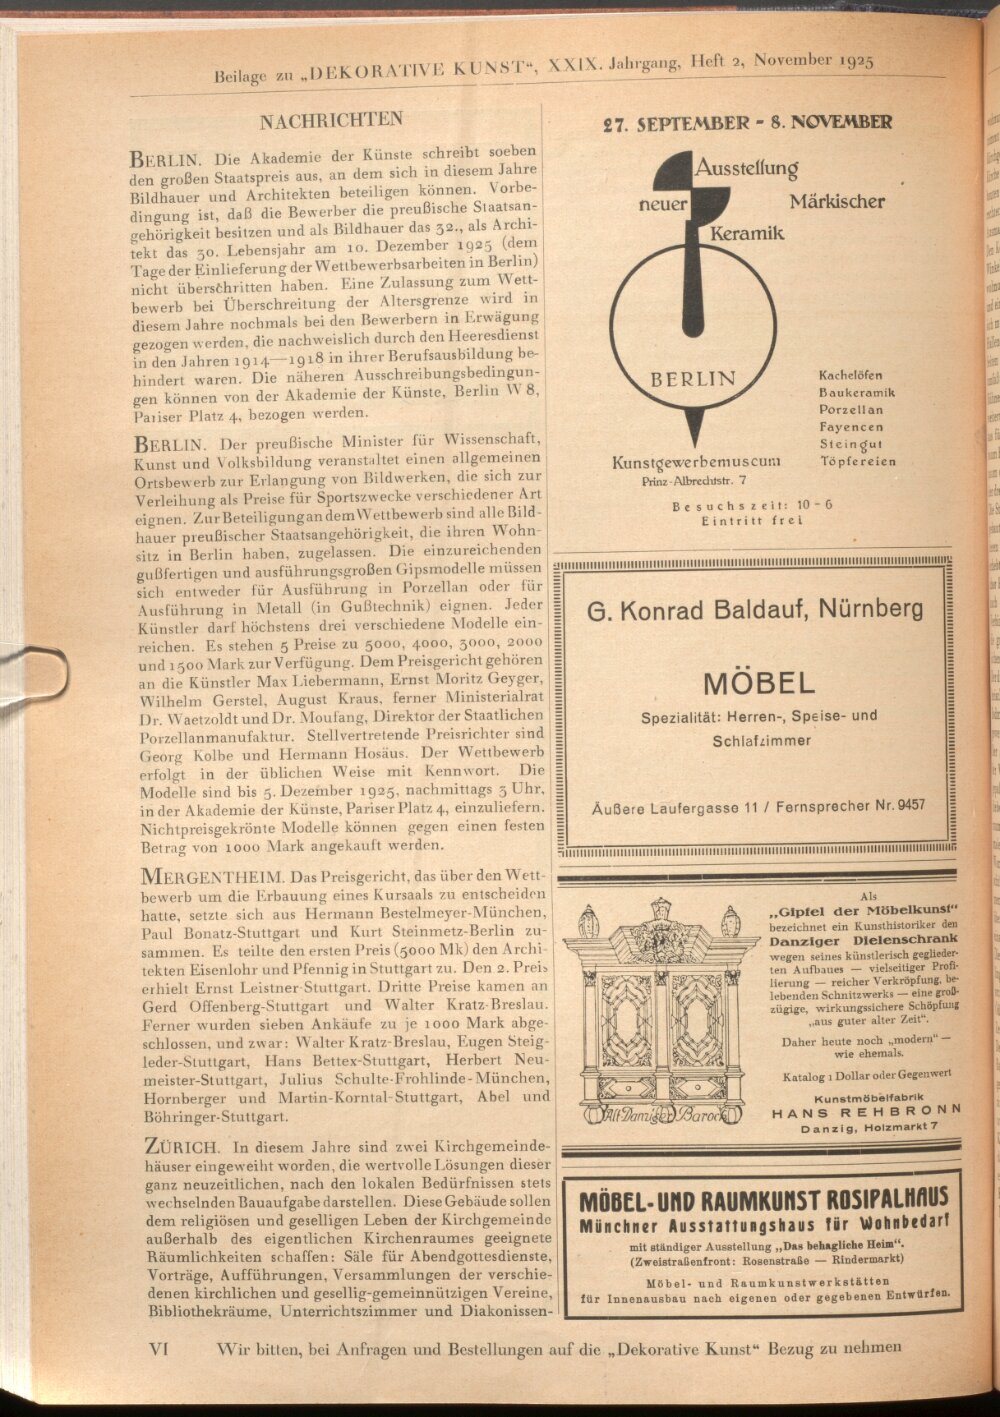 Beilage zu „DEKORATIVE KUNST“, XXIX. Jahrgang, Heft 2, November 1925
NACHRICHTEN
BERLIN. Die Akademie der Künste schreibt soeben
den großen Staatspreis aus, an dem sich in diesem Jahre
Bildhauer und Architekten beteiligen können. Vorbe-
dingung ist, daß die Bewerber die preußische Staatsan-
gehörigkeit besitzen und als Bildhauer das 32., als Archi-
tekt das 30. Lebensjahr am 10. Dezember 1925 (dem
Tage der Einlieferung der Wettbewerbsarbeiten in Berlin)
nicht überschritten haben. Eine Zulassung zum Wett-
bewerb bei Überschreitung der Altersgrenze wird in
diesem Jahre nochmals bei den Bewerbern in Erwägung
gezogen werden, die nachweislich durch den Heeresdienst
in den Jahren 1914—1918 in ihrer Berufsausbildung be-
hindert waren. Die näheren Ausschreibungsbedingun-
gen können von der Akademie der Künste, Berlin W 8,
Pariser Platz 4, bezogen werden.
BERLIN. Der preußische Minister für Wissenschaft,
Kunst und Volksbildung veranstaltet einen allgemeinen
Ortsbewerb zur Erlangung von Bildwerken, die sich zur
Verleihung als Preise für Sportszwecke verschiedener Art
eignen. Zur Beteiligung an dem Wettbewerb sind alle Bild-
hauer preußischer Staatsangehörigkeit, die ihren Wohn-
sitz in Berlin haben, zugelassen. Die einzureichenden
gußfertigen und ausführungsgroßen Gipsmodelle müssen
sich entweder für Ausführung in Porzellan oder für
Ausführung in Metall (in Gußtechnik) eignen. Jeder
Künstler darf höchstens drei verschiedene Modelle ein-
reichen. Es stehen 5 Preise zu 5000, 4000, 3000, 2000
und 1500 Mark zur Verfügung. Dem Preisgericht gehören
an die Künstler Max Liebermann, Ernst Moritz Geyger,
Wilhelm Gerstel, August Kraus, ferner Ministerialrat
Dr. Waetzoldt und Dr. Moufang, Direktor der Staatlichen
Porzellanmanufaktur. Stellvertretende Preisrichter sind
Georg Kolbe und Hermann Hosäus. Der Wettbewerb
erfolgt in der üblichen Weise mit Kennwort. Die
Modelle sind bis 5. Dezember 1925, nachmittags 3 Uhr,
in der Akademie der Künste, Pariser Platz 4, einzuliefern.
Nichtpreisgekrönte Modelle können gegen einen festen
Betrag von 1000 Mark angekauft werden.
MERGENTHEIM. Das Preisgericht, das über den Wett-
bewerb um die Erbauung eines Kursaals zu entscheiden
hatte, setzte sich aus Hermann Bestelmeyer-München,
Paul Bonatz-Stuttgart und Kurt Steinmetz-Berlin zu-
sammen. Es teilte den ersten Preis (5000 Mk) den Archi-
tekten Eisenlohr und Pfennig in Stuttgart zu. Den 2. Preis
erhielt Ernst Leistner-Stuttgart. Dritte Preise kamen an
Gerd Offenberg-Stuttgart und Walter Kratz-Breslau.
Ferner wurden sieben Ankäufe zu je 1000 Mark abge-
schlossen, und zwar: Walter Kratz-Breslau, Eugen Steig-
leder-Stuttgart, Hans Bettex-Stuttgart, Herbert Neu-
meister-Stuttgart, Julius Schulte-Frohlinde-München,
Hornberger und Martin-Korntal-Stuttgart, Abel und
Böhringer-Stuttgart.
ZÜRICH. In diesem Jahre sind zwei Kirchgemeinde-
häuser eingeweiht worden, die wertvolle Lösungen dieser
ganz neuzeitlichen, nach den lokalen Bedürfnissen stets
wechselnden Bauaufgabe darstellen. Diese Gebäude sollen
dem religiösen und geselligen Leben der Kirchgemeinde
außerhalb des eigentlichen Kirchenraumes geeignete
Räumlichkeiten schaffen: Säle für Abendgottesdienste,
Vorträge, Aufführungen, Versammlungen der verschie-
denen kirchlichen und gesellig-gemeinnützigen Vereine,
Bibliothekräume, Unterrichtszimmer und Diakonissen-
27. SEPTEMBER - 8. NOVEMBER
Ausstellung
neuer Märkischer
Keramik
BERLIN
Kachelöfen
Baukeramik
Porzellan
Fayencen
Steingut
Töpfereien
Kunstgewerbemuseum
Prinz-Albrechtstr. 7
Besuchszeit: 10 - 6
Eintritt frei
G. Konrad Baldauf, Nürnberg
MÖBEL
Spezialität: Herren-, Speise- und
Schlafzimmer
Äußere Laufergasse 11 / Fernsprecher Nr. 9457
Alt-Danziger Barock
Als
„Gipfel der Möbelkunst“
bezeichnet ein Kunsthistoriker den
Danziger Dielenschrank
wegen seines künstlerisch geglieder-
ten Aufbaues — vielseitiger Profi-
lierung — reicher Verkröpfung, be-
lebenden Schnitzwerks — eine groß-
zügige, wirkungssichere Schöpfung
„aus guter alter Zeit“.
Daher heute noch „modern“ —
wie ehemals.
Katalog 1 Dollar oder Gegenwert
Kunstmöbelfabrik
HANS REHBRONN
Danzig, Holzmarkt 7
MÖBEL- UND RAUMKUNST ROSIPALHAUS
Münchner Ausstattungshaus für Wohnbedarf
mit ständiger Ausstellung „Das behagliche Heim“.
(Zweistraßenfront: Rosenstraße — Rindermarkt)
Möbel- und Raumkunstwerkstätten
für Innenausbau nach eigenen oder gegebenen Entwürfen.
VI Wir bitten, bei Anfragen und Bestellungen auf die „Dekorative Kunst“ Bezug zu nehmen